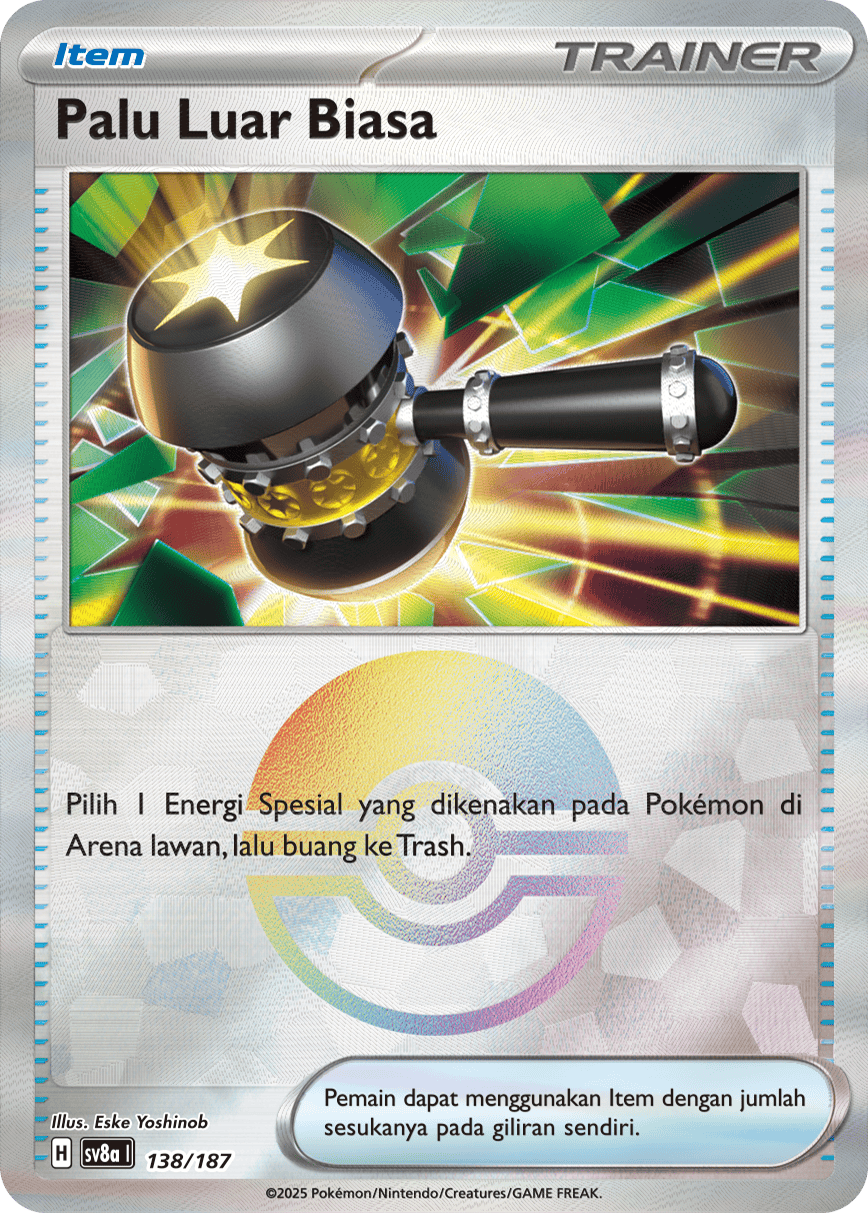 Item
TRAINER
Palu Luar Biasa
Pilih 1 Energi Spesial yang dikenakan pada Pokémon di
Arena lawan, lalu buang ke Trash.
Pemain dapat menggunakan Item dengan jumlah
sesukanya pada giliran sendiri.
Illus. Eske Yoshinob
H sv8a I 138/187
©2025 Pokémon/Nintendo/Creatures/GAME FREAK.